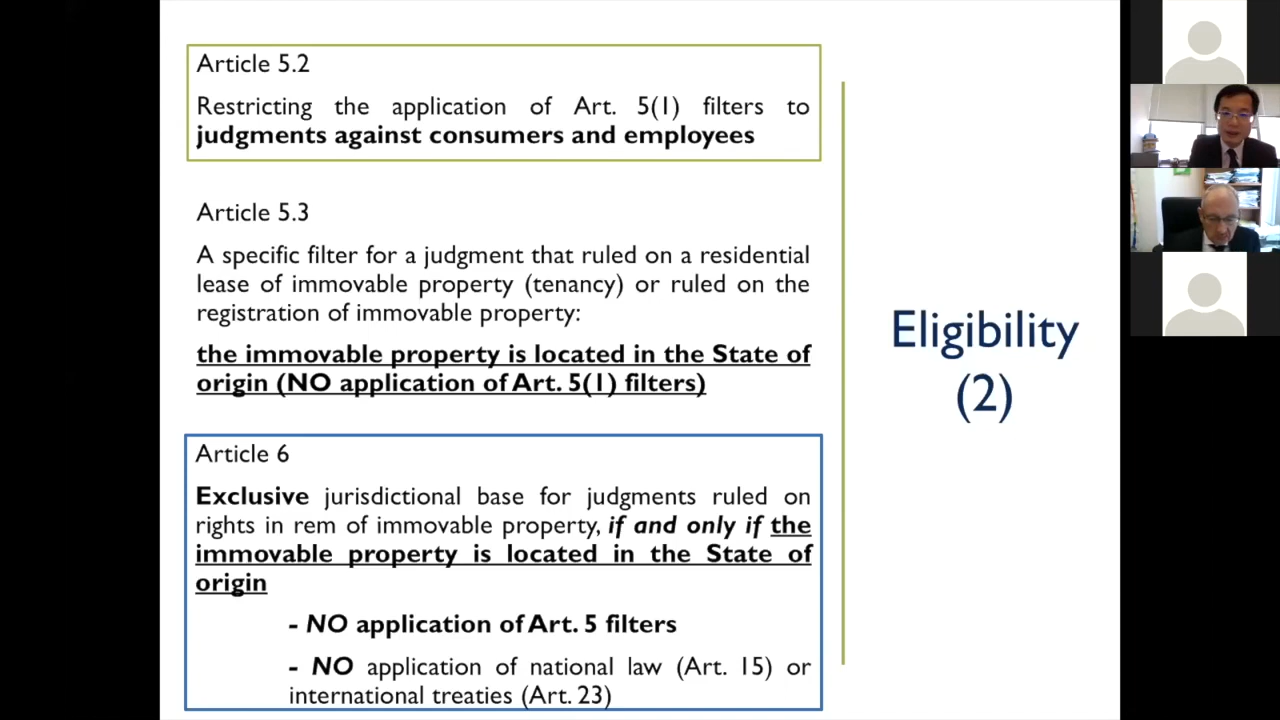 Article 5.2
Restricting the application of Art. 5(1) filters to
judgments against consumers and employees
Article 5.3
A specific filter for a judgment that ruled on a residential
lease of immovable property (tenancy) or ruled on the
registration of immovable property:
the immovable property is located in the State of
origin (NO application of Art. 5(1) filters)
Article 6
Exclusive jurisdictional base for judgments ruled on
rights in rem of immovable property, if and only if the
immovable property is located in the State of
origin
- NO application of Art. 5 filters
- NO application of national law (Art. 15) or
international treaties (Art. 23)
Eligibility
(2)